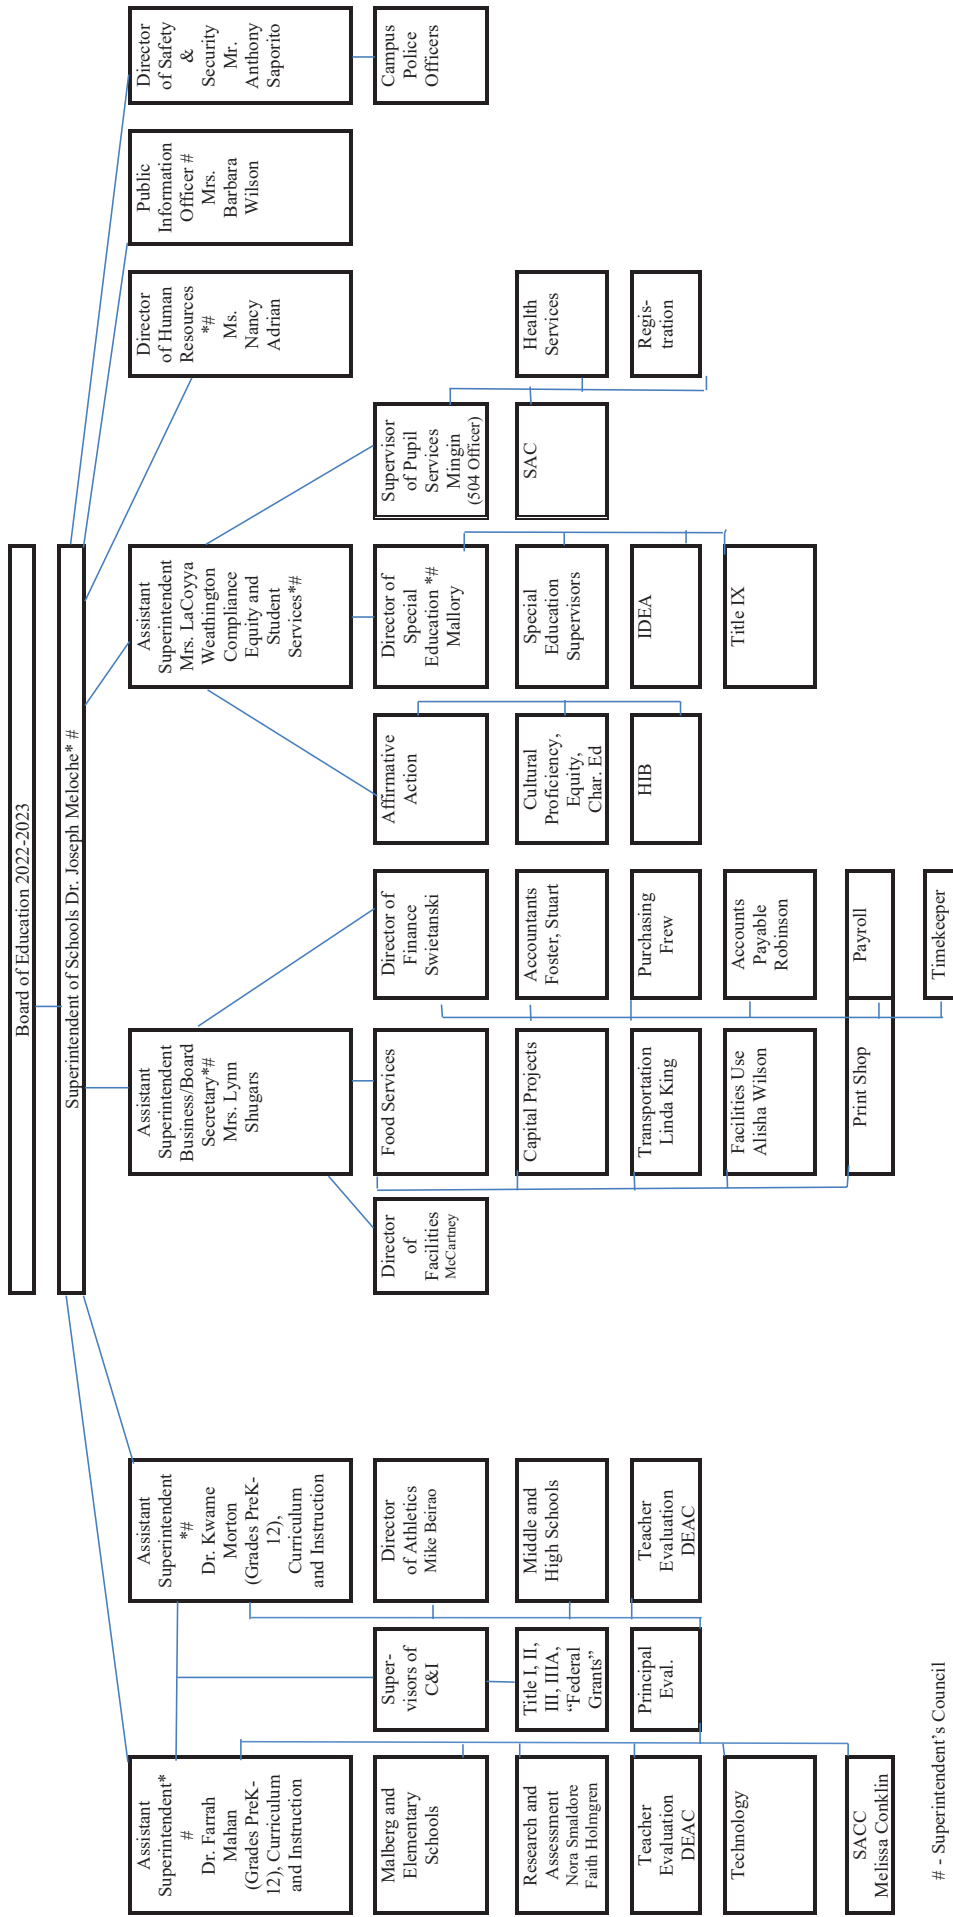 Board of Education 2022-2023
Superintendent of Schools Dr. Joseph Meloche* #
Assistant
Superintendent*
#
Dr. Farrah
Mahan
(Grades PreK-
12), Curriculum
and Instruction
Assistant
Superintendent
*#
Dr. Kwame
Morton
(Grades PreK-
12),
Curriculum
and Instruction
Assistant
Superintendent
Business/Board
Secretary*#
Mrs. Lynn
Shugars
Assistant
Superintendent
Mrs. LaCoyya
Weathington
Compliance
Equity and
Student
Services*#
Director
of Human
Resources
*#
Ms.
Nancy
Adrian
Public
Information
Officer #
Mrs.
Barbara
Wilson
Director
of Safety
&
Security
Mr.
Anthony
Saporito
Malberg and
Elementary
Schools
Super-
visors of
C&I
Director
of Athletics
Mike Beirao
Director
of
Facilities
McCartney
Food Services
Director of
Finance
Swietanski
Affirmative
Action
Director of
Special
Education *#
Mallory
Supervisor
of Pupil
Services
Mingin
(504 Officer)
Campus
Police
Officers
Research and
Assessment
Nora Smaldore
Faith Holmgren
Title I, II,
III, IIIA,
“Federal
Grants”
Middle and
High Schools
Capital Projects
Accountants
Foster, Stuart
Cultural
Proficiency,
Equity,
Char. Ed
Special
Education
Supervisors
SAC
Health
Services
Teacher
Evaluation
DEAC
Principal
Eval.
Teacher
Evaluation
DEAC
Transportation
Linda King
Purchasing
Frew
HIB
IDEA
Regis-
tration
Technology
Facilities Use
Alisha Wilson
Accounts
Payable
Robinson
Title IX
SACC
Melissa Conklin
Print Shop
Payroll
Timekeeper
# - Superintendent’s Council